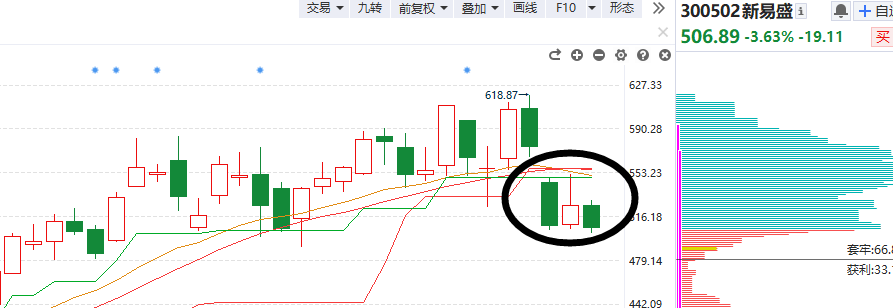 交易 九转 前复权 叠加 画线 F10 形态
300502新易盛
自
506.89 -3.63% -19.11 买
618.87
627.33
590.28
553.23
516.18
479.14
442.09
套牢:66.
获利:33.